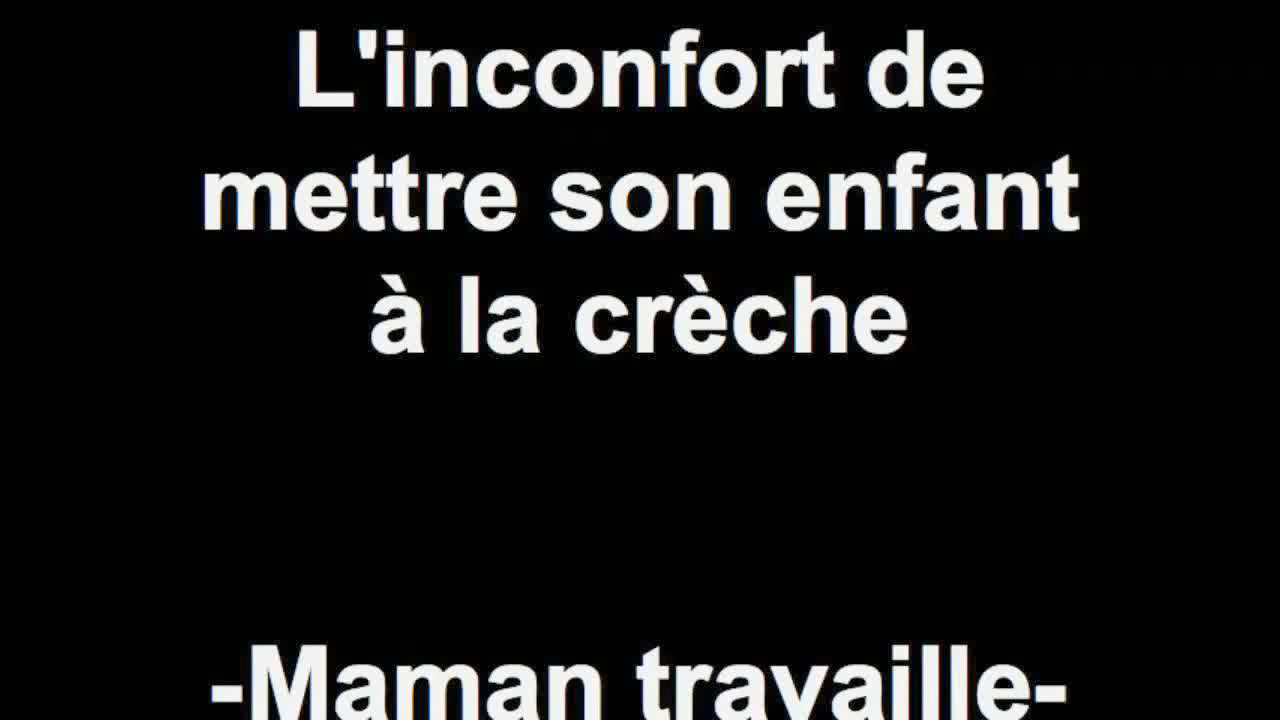 L'inconfort de
mettre son enfant
à la crèche
-Maman travaille-